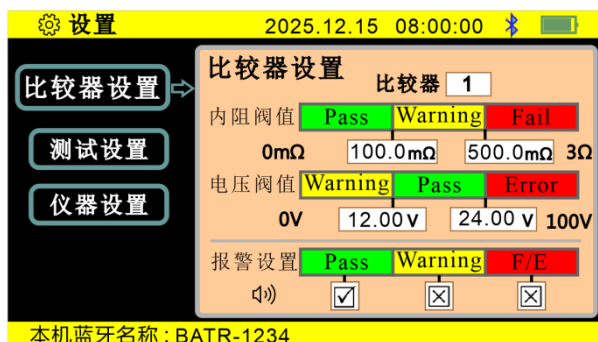 设置 2025.12.15 08:00:00
比较器设置
测试设置
仪器设置
比较器设置
比较器 1
内阻阀值 Pass Warning Fail
0mΩ 100.0mΩ 500.0mΩ 3Ω
电压阀值 Warning Pass Error
0V 12.00V 24.00V 100V
报警设置 Pass Warning F/E
本机蓝牙名称：BATR-1234